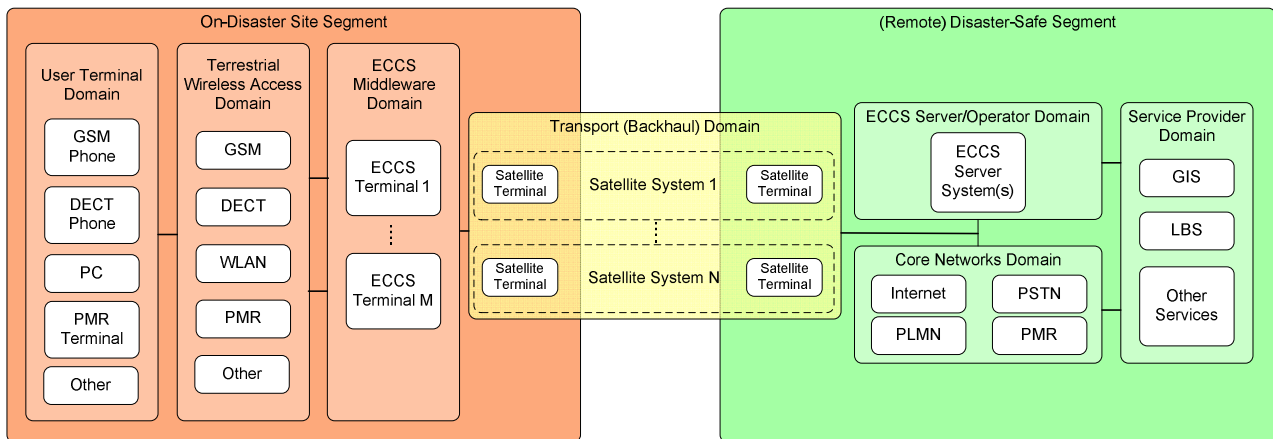 On-Disaster Site Segment
User Terminal
Domain
GSM
Phone
DECT
Phone
PC
PMR
Terminal
Other
Terrestrial
Wireless Access
Domain
GSM
DECT
WLAN
PMR
Other
ECCS
Middleware
Domain
ECCS
Terminal 1
ECCS
Terminal M
Transport (Backhaul) Domain
Satellite
Terminal
Satellite System 1
Satellite
Terminal
Satellite
Terminal
Satellite System N
Satellite
Terminal
(Remote) Disaster-Safe Segment
ECCS Server/Operator Domain
ECCS
Server
System(s)
Core Networks Domain
Internet
PSTN
PLMN
PMR
Service Provider
Domain
GIS
LBS
Other
Services